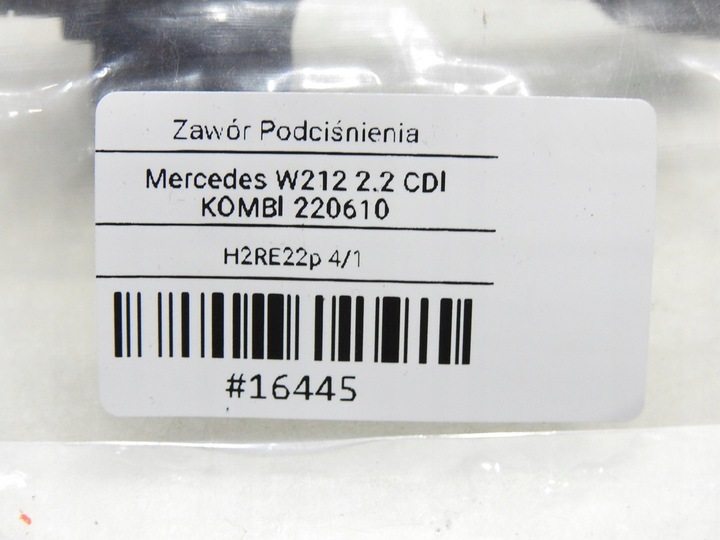 Zawór Podciśnienia
Mercedes W212 2.2 CDI
KOMBI 220610
H2RE22p 4/1
#16445